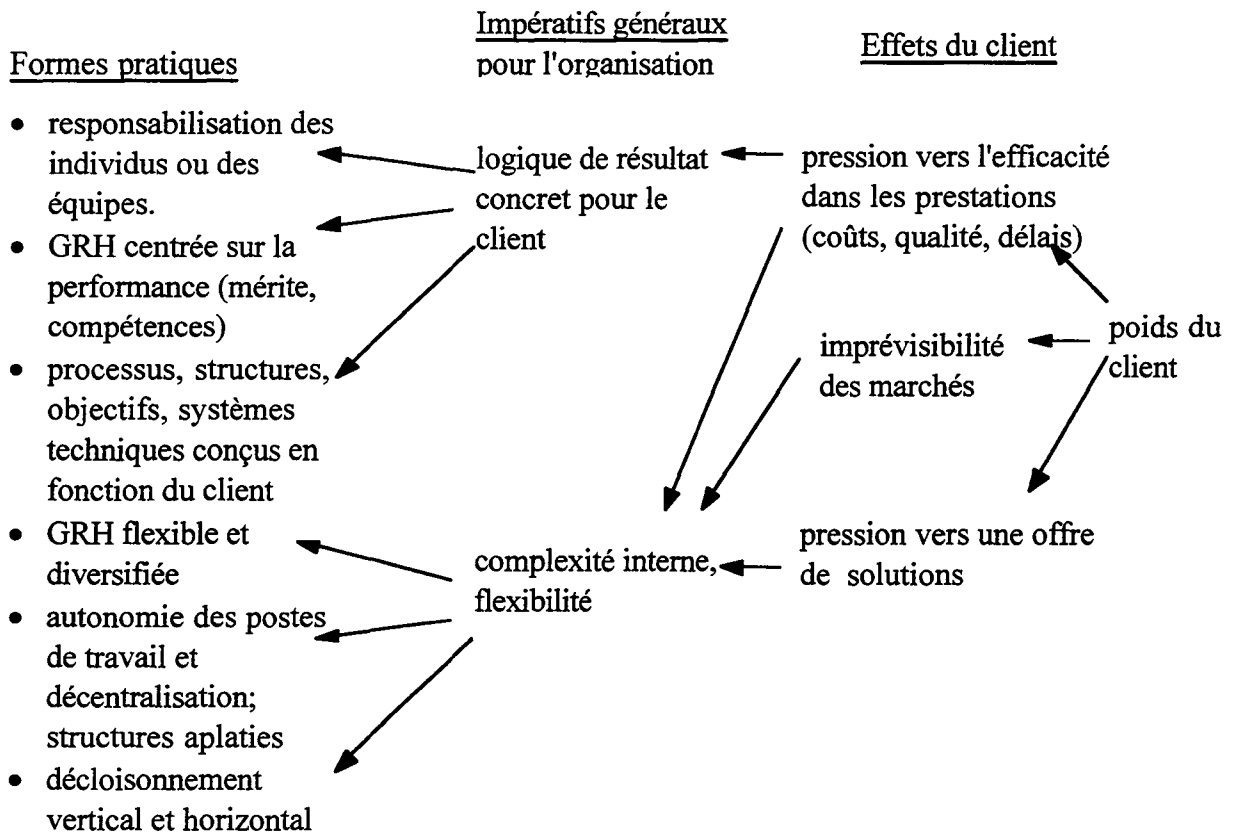 Formes pratiques
• responsabilisation des
individus ou des
équipes.
• GRH centrée sur la
performance (mérite,
compétences)
• processus, structures,
objectifs, systèmes
techniques conçus en
fonction du client
• GRH flexible et
diversifiée
• autonomie des postes
de travail et
décentralisation;
structures aplaties
• décloisonnement
vertical et horizontal
Impératifs généraux
pour l'organisation
logique de résultat
concret pour le
client
complexité interne,
flexibilité
Effets du client
pression vers l'efficacité
dans les prestations
(coûts, qualité, délais)
imprévisibilité
des marchés
pression vers une offre
de solutions
poids du
client